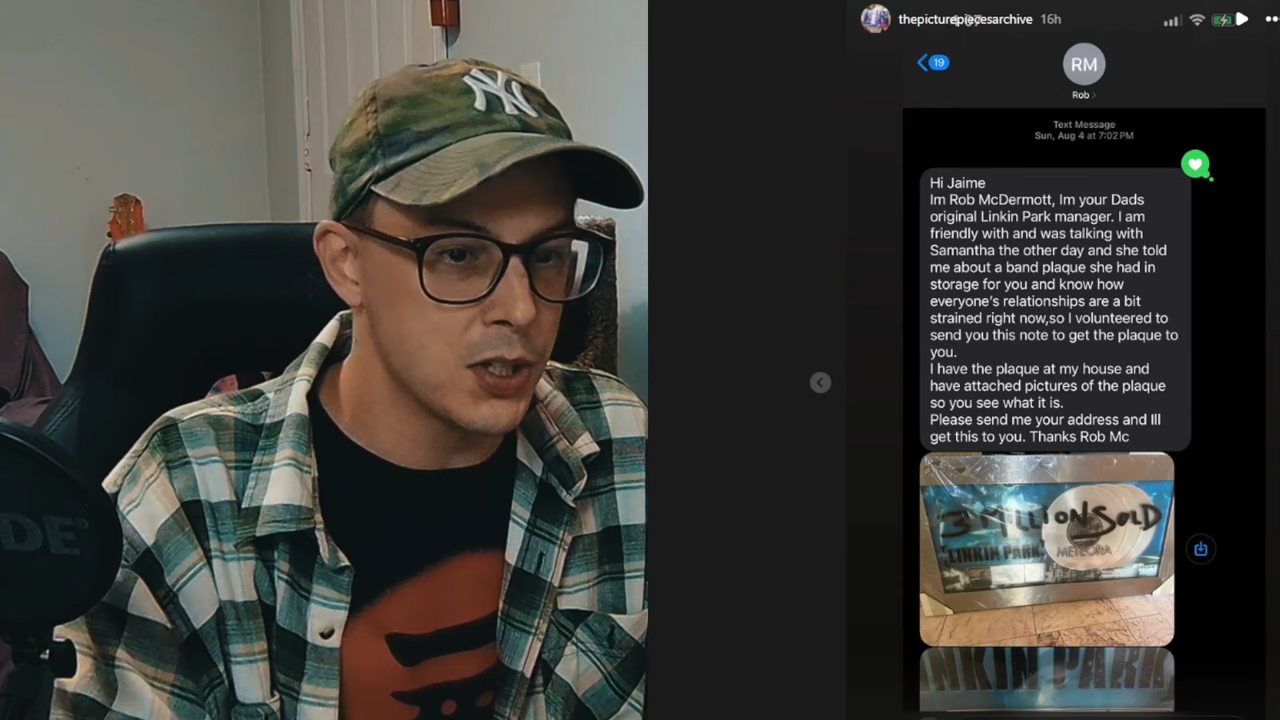 thepicturepiecesarchive 16h
19
RM
Rob
Text Message
Sun, Aug 4 at 7:02 PM
Hi Jaime
Im Rob McDermott, Im your Dads
original Linkin Park manager. I am
friendly with and was talking with
Samantha the other day and she told
me about a band plaque she had in
storage for you and know how
everyone's relationships are a bit
strained right now,so I volunteered to
send you this note to get the plaque to
you.
I have the plaque at my house and
have attached pictures of the plaque
so you see what it is.
Please send me your address and Ill
get this to you. Thanks Rob Mc
3 MILLION SOLD
LINKIN PARK
METEORA
NKIN PARK
NY
DE